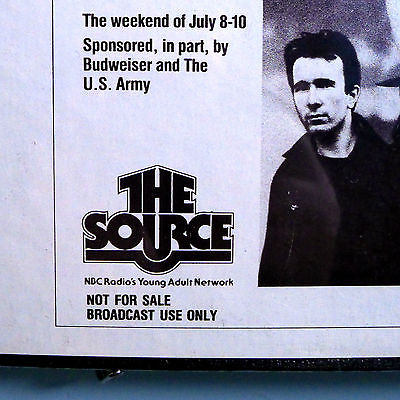 The weekend of July 8-10
Sponsored, in part, by
Budweiser and The
U.S. Army
THE
SOURCE
NBC Radio's Young Adult Network
NOT FOR SALE
BROADCAST USE ONLY